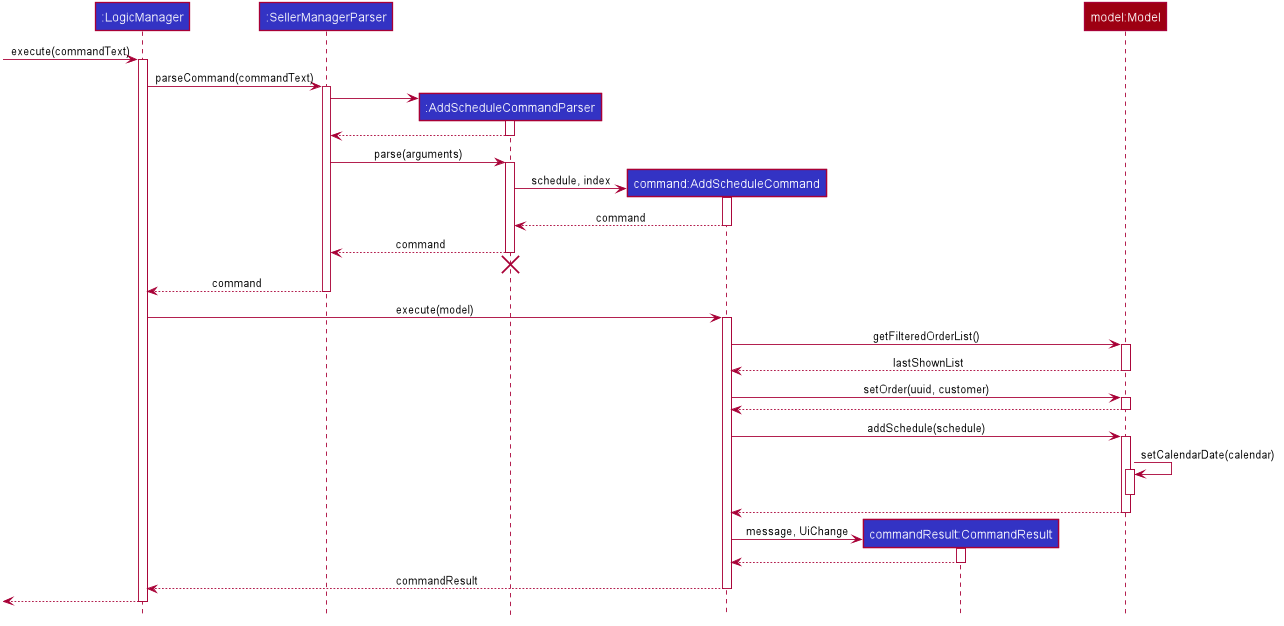 :LogicManager
:SellerManagerParser
model:Model
execute(commandText)
parseCommand(commandText)
:AddScheduleCommandParser
parse(arguments)
schedule, index
command:AddScheduleCommand
command
command
command
execute(model)
getFilteredOrderList()
lastShownList
setOrder(uuid, customer)
addSchedule(schedule)
setCalendarDate(calendar)
message, UiChange
commandResult:CommandResult
commandResult